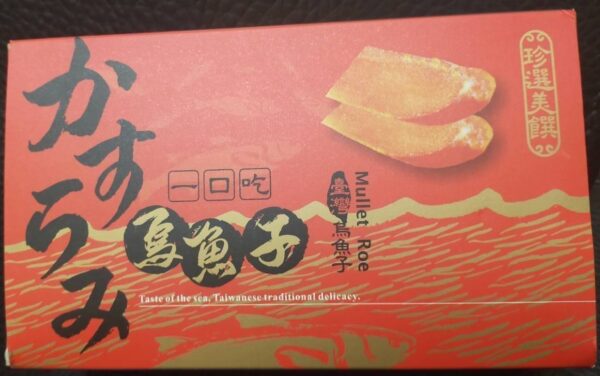 かすらみ
一口吃
烏魚子
Taste of the sea, Taiwanese traditional delicacy.
臺灣烏魚子
Mullet Roe
珍選美饌